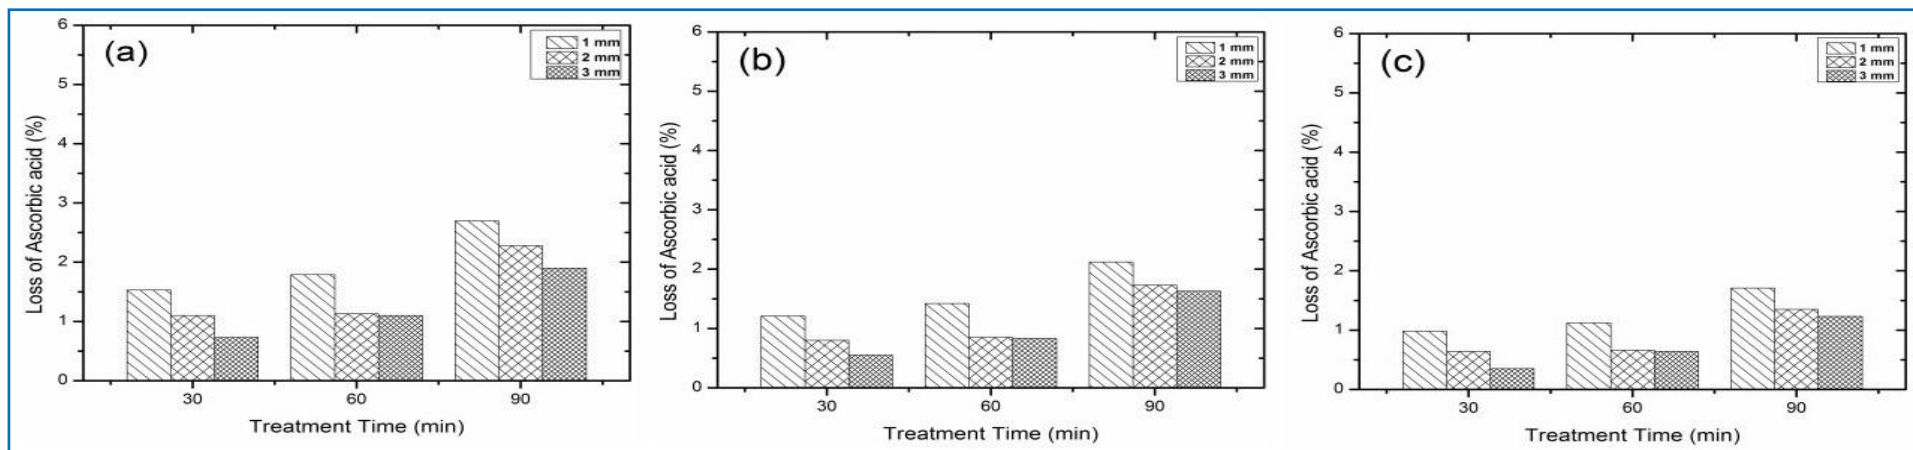 (a)
1 mm
2 mm
3 mm
Loss of Ascorbic acid (%)
6
5
4
3
2
1
0
30 60 90
Treatment Time (min)
(b)
1 mm
2 mm
3 mm
Loss of Ascorbic acid (%)
6
5
4
3
2
1
0
30 60 90
Treatment Time (min)
(c)
1 mm
2 mm
3 mm
Loss of Ascorbic acid (%)
6
5
4
3
2
1
0
30 60 90
Treatment Time (min)